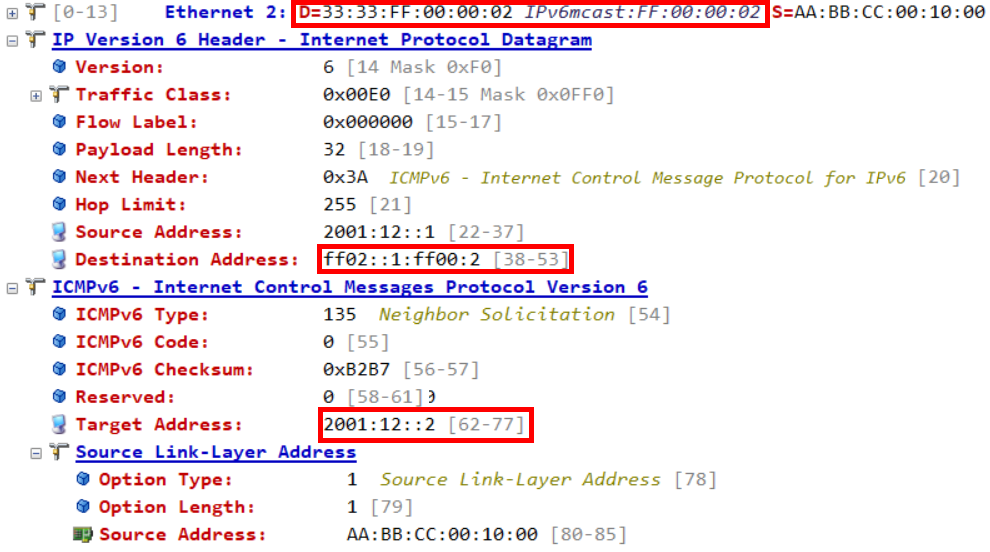 [0-13] Ethernet 2: D=33:33:FF:00:00:02 IPv6mcast:FF:00:00:02 S=AA:BB:CC:00:10:00
IP Version 6 Header - Internet Protocol Datagram
Version: 6 [14 Mask 0xF0]
Traffic Class: 0x00E0 [14-15 Mask 0x0FF0]
Flow Label: 0x000000 [15-17]
Payload Length: 32 [18-19]
Next Header: 0x3A ICMPv6 - Internet Control Message Protocol for IPv6 [20]
Hop Limit: 255 [21]
Source Address: 2001:12::1 [22-37]
Destination Address: ff02::1:ff00:2 [38-53]
ICMPv6 - Internet Control Messages Protocol Version 6
ICMPv6 Type: 135 Neighbor Solicitation [54]
ICMPv6 Code: 0 [55]
ICMPv6 Checksum: 0xB2B7 [56-57]
Reserved: 0 [58-61]
Target Address: 2001:12::2 [62-77]
Source Link-Layer Address
Option Type: 1 Source Link-Layer Address [78]
Option Length: 1 [79]
Source Address: AA:BB:CC:00:10:00 [80-85]